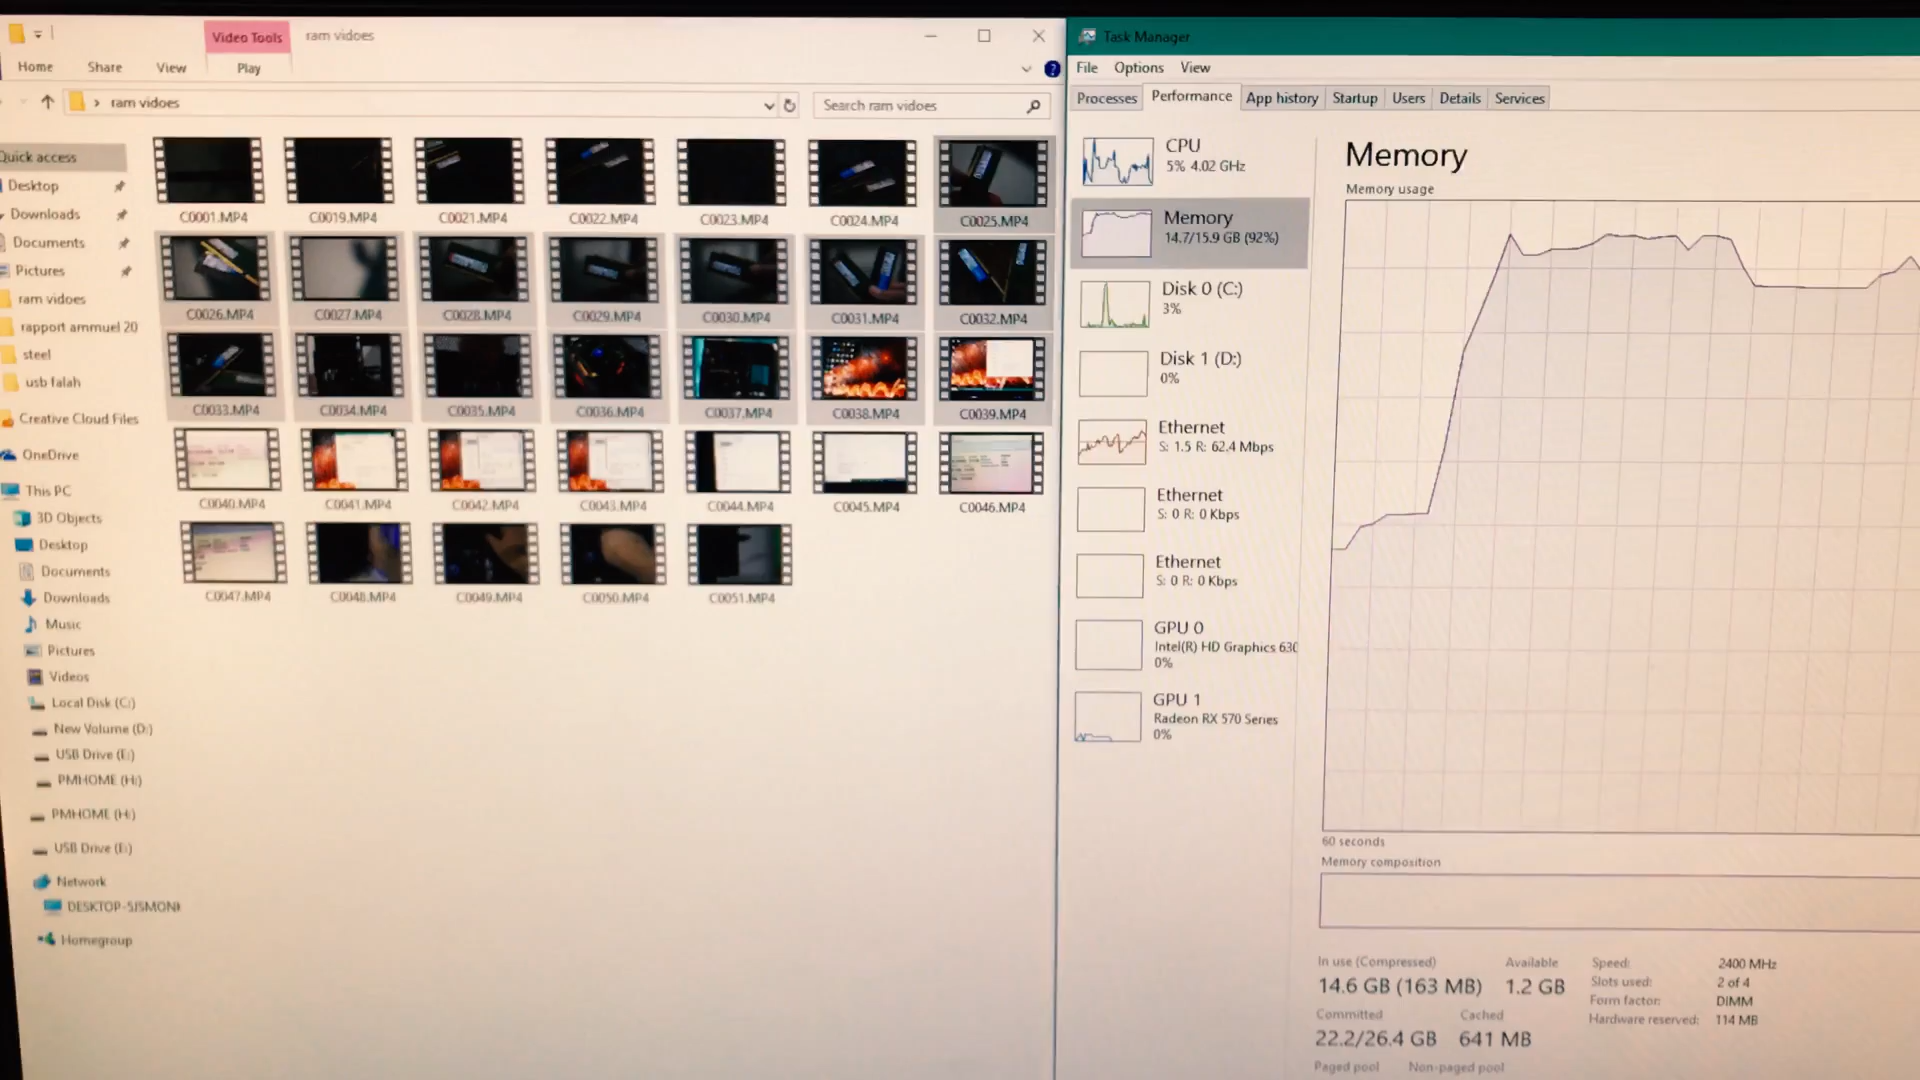 Video Tools
ram vidoes
Home
Share
View
Play
ram vidoes
Search ram vidoes
Quick access
Desktop
Downloads
Documents
Pictures
ram vidoes
rapport ammuel 20
steel
usb falah
Creative Cloud Files
OneDrive
This PC
3D Objects
Desktop
Documents
Downloads
Music
Pictures
Videos
Local Disk (C:)
New Volume (D:)
USB Drive (E:)
PMHOME (H:)
PMHOME (H:)
USB Drive (E:)
Network
Homegroup
C0001.MP4
C0019.MP4
C0021.MP4
C0022.MP4
C0023.MP4
C0024.MP4
C0025.MP4
C0026.MP4
C0027.MP4
C0028.MP4
C0029.MP4
C0030.MP4
C0031.MP4
C0032.MP4
C0033.MP4
C0034.MP4
C0035.MP4
C0036.MP4
C0037.MP4
C0038.MP4
C0039.MP4
C0040.MP4
C0041.MP4
C0042.MP4
C0043.MP4
C0044.MP4
C0045.MP4
C0046.MP4
C0047.MP4
C0048.MP4
C0049.MP4
C0050.MP4
C0051.MP4
Task Manager
File
Options
View
Processes
Performance
App history
Startup
Users
Details
Services
CPU
5% 4.02 GHz
Memory
14.7/15.9 GB (92%)
Disk 0 (C:)
3%
Disk 1 (D:)
0%
Ethernet
S: 1.5 R: 62.4 Mbps
Ethernet
S: 0 R: 0 Kbps
Ethernet
S: 0 R: 0 Kbps
GPU 0
Intel(R) HD Graphics 630
0%
GPU 1
Radeon RX 570 Series
0%
Memory
Memory usage
60 seconds
Memory composition
In use (Compressed)
14.6 GB (163 MB)
Available
1.2 GB
Committed
22.2/26.4 GB
Cached
641 MB
Paged pool
Non-paged pool
Speed: 2400 MHz
Slots used: 2 of 4
Form factor: DIMM
Hardware reserved: 114 MB